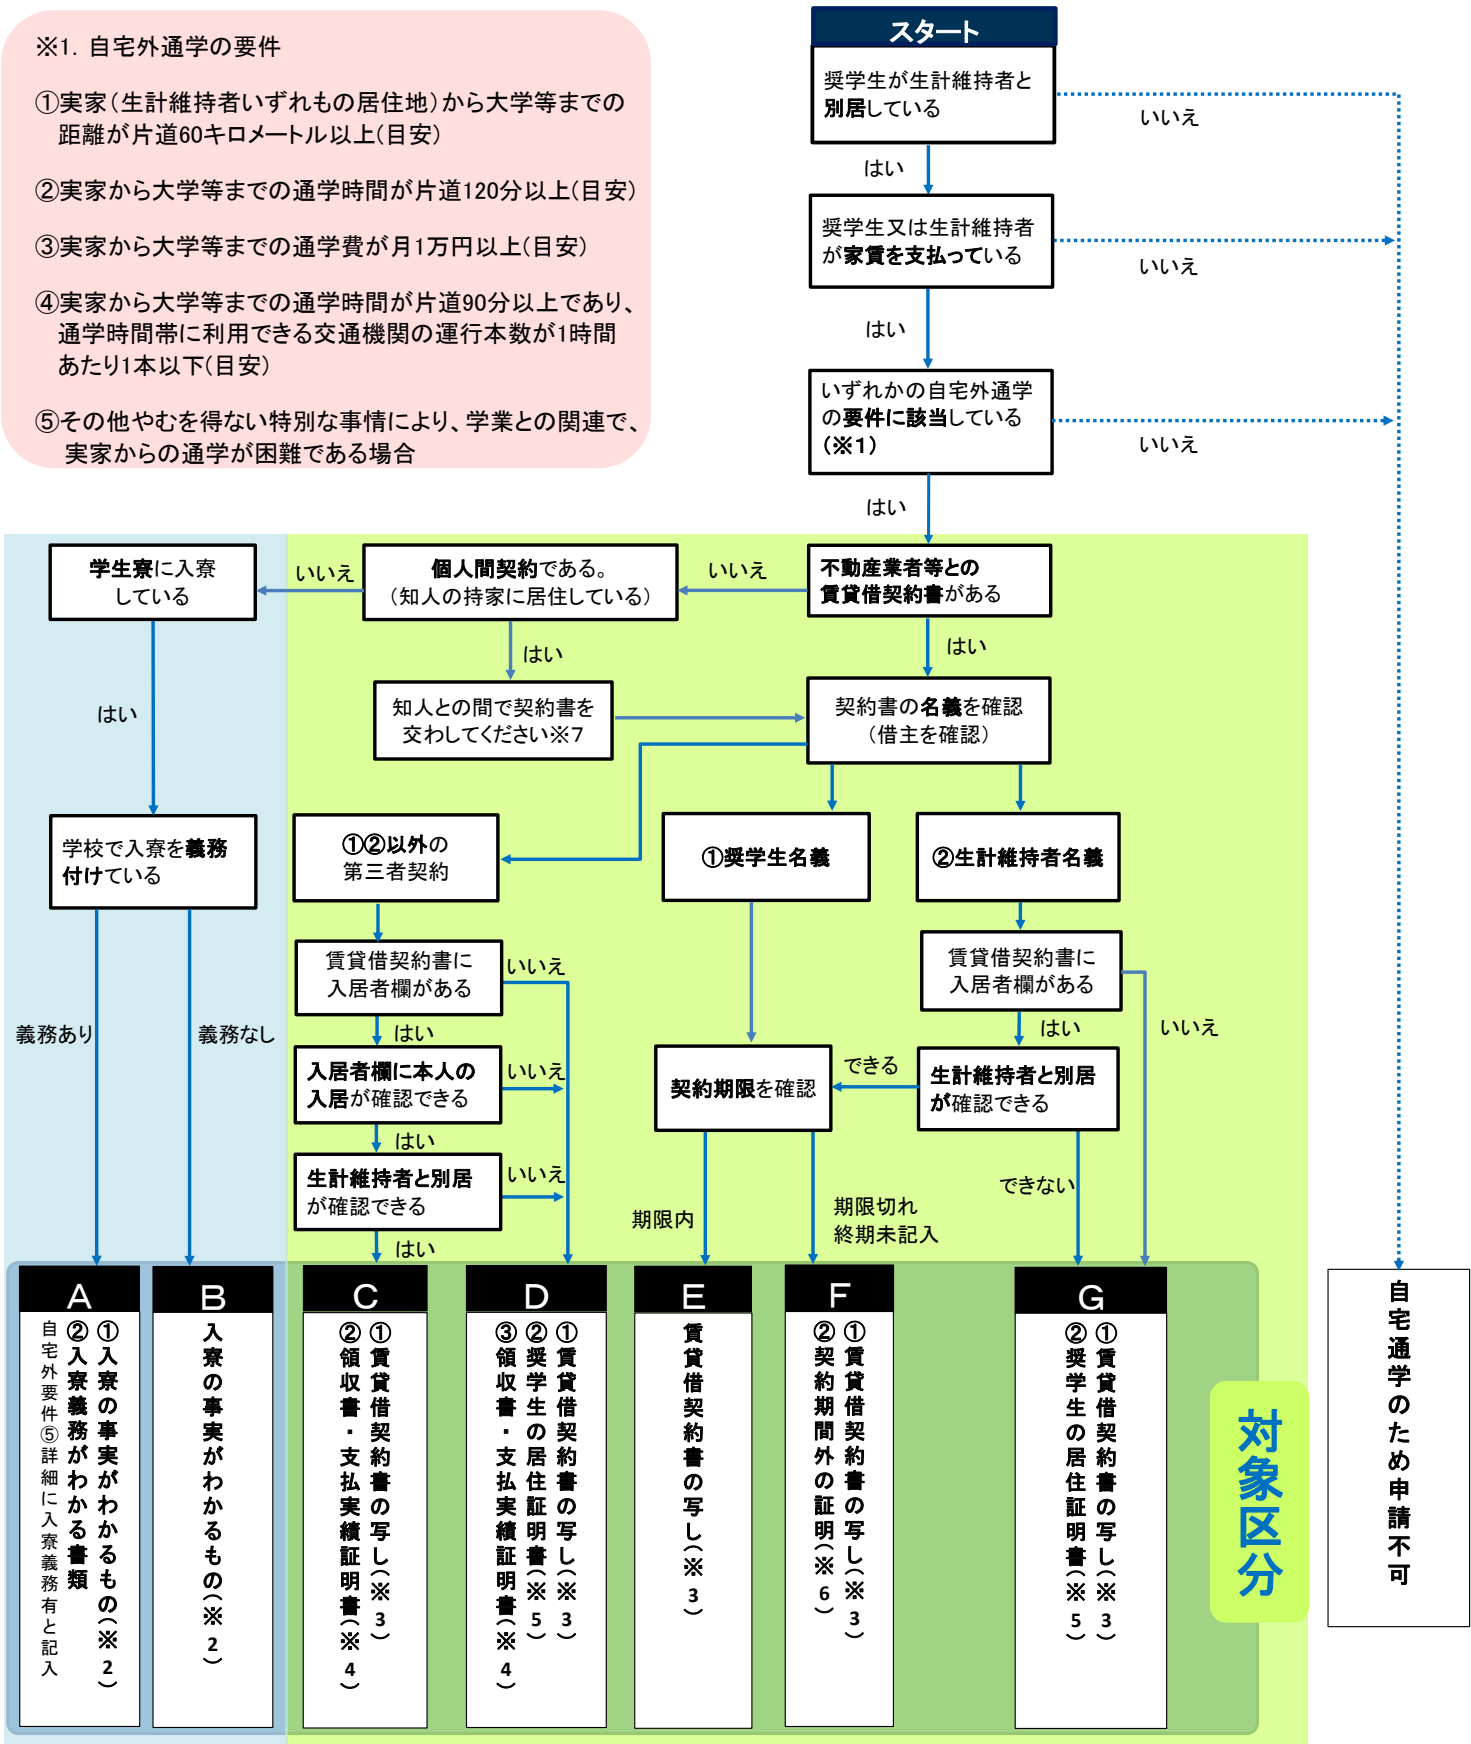 ※1．自宅外通学の要件
①実家（生計維持者いずれもの居住地）から大学等までの
距離が片道60キロメートル以上(目安)
②実家から大学等までの通学時間が片道120分以上(目安)
③実家から大学等までの通学費が月1万円以上(目安)
④実家から大学等までの通学時間が片道90分以上であり、
通学時間帯に利用できる交通機関の運行本数が1時間
あたり1本以下(目安)
⑤その他やむを得ない特別な事情により、学業との関連で、
実家からの通学が困難である場合
スタート
奨学生が生計維持者と
別居している
いいえ
はい
奨学生又は生計維持者
が家賃を支払っている
いいえ
はい
いずれかの自宅外通学
の要件に該当している
(※1)
いいえ
はい
不動産業者等との
賃貸借契約書がある
いいえ
個人間契約である。
（知人の持家に居住している）
いいえ
学生寮に入寮
している
はい
はい
はい
知人との間で契約書を
交わしてください※7
契約書の名義を確認
（借主を確認）
学校で入寮を義務
付けている
①②以外の
第三者契約
①奨学生名義
②生計維持者名義
賃貸借契約書に
入居者欄がある
いいえ
賃貸借契約書に
入居者欄がある
義務あり
義務なし
はい
はい
いいえ
入居者欄に本人の
入居が確認できる
いいえ
契約期限を確認
できる
生計維持者と別居
が確認できる
はい
生計維持者と別居
が確認できる
いいえ
できない
期限内
期限切れ
終期未記入
はい
A
①入寮の事実がわかるもの(※2)
②入寮義務がわかる書類
自宅外要件⑤詳細に入寮義務有と記入
B
入寮の事実がわかるもの(※2)
C
①賃貸借契約書の写し(※3)
②領収書・支払実績証明書(※4)
D
①賃貸借契約書の写し(※3)
②奨学生の居住証明書(※5)
③領収書・支払実績証明書(※4)
E
賃貸借契約書の写し(※3)
F
①賃貸借契約書の写し(※3)
②契約期間外の証明(※6)
G
①賃貸借契約書の写し(※3)
②奨学生の居住証明書(※5)
対象区分
自宅通学のため申請不可